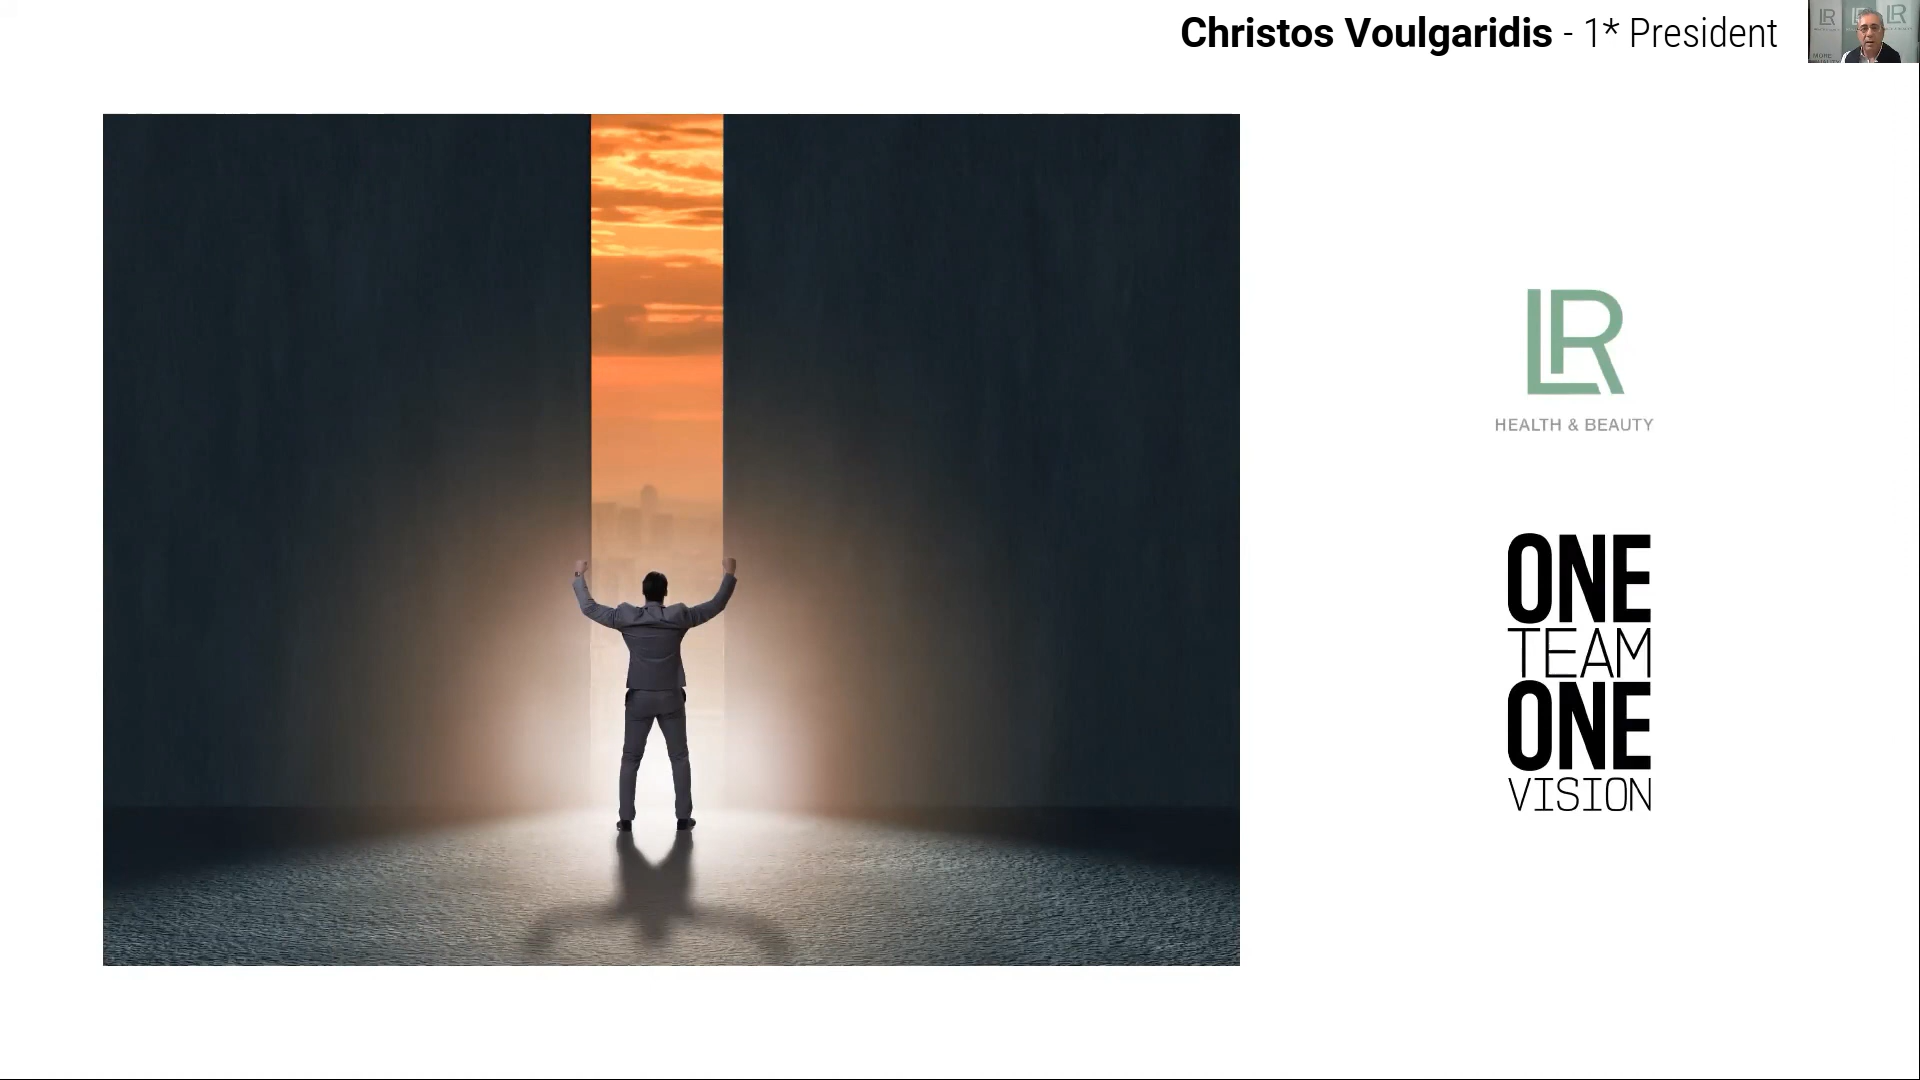 Christos Voulgaridis - 1* President
LR
HEALTH & BEAUTY
ONE
TEAM
ONE
VISION